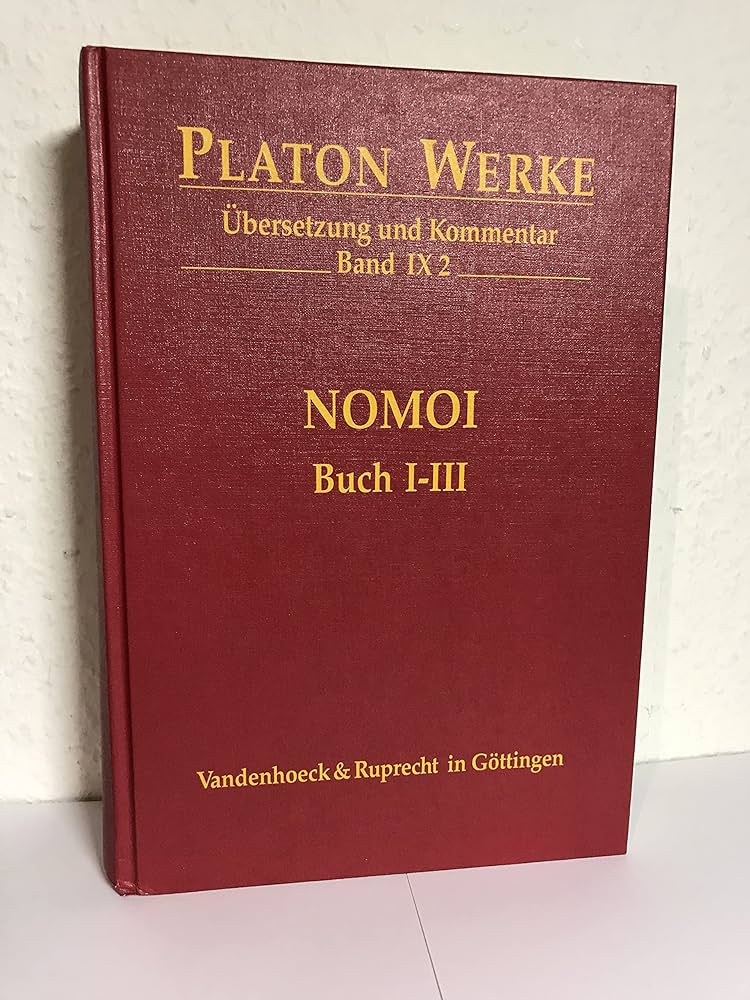 PLATON WERKE
Übersetzung und Kommentar
Band IX 2
NOMOI
Buch I-III
Vandenhoeck & Ruprecht in Göttingen